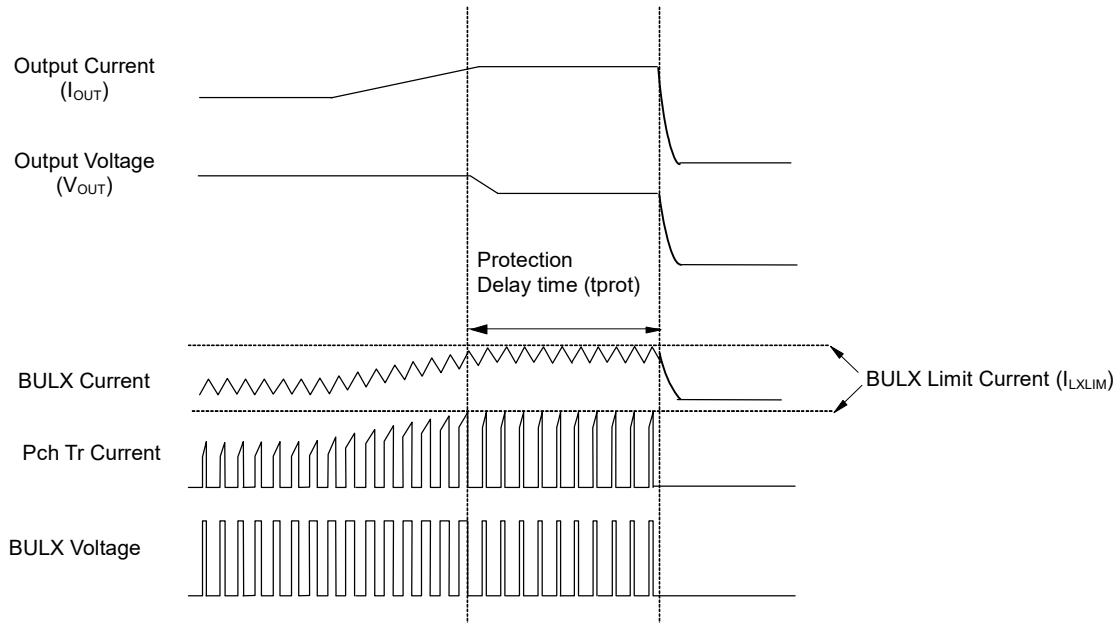 Output Current
(IOUT)
Output Voltage
(VOUT)
Protection
Delay time (tprot)
BULX Current
BULX Limit Current (ILXLIM)
Pch Tr Current
BULX Voltage